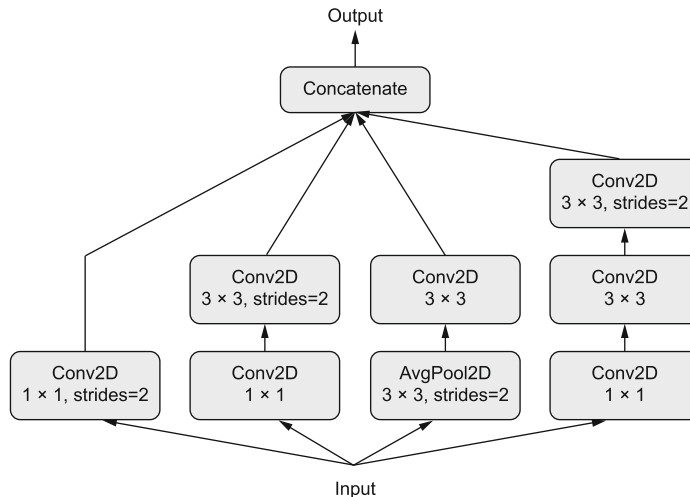 Output
Concatenate
Conv2D
3 × 3, strides=2
Conv2D
3 × 3, strides=2
Conv2D
3 × 3
Conv2D
3 × 3
Conv2D
1 × 1, strides=2
Conv2D
1 × 1
AvgPool2D
3 × 3, strides=2
Conv2D
1 × 1
Input